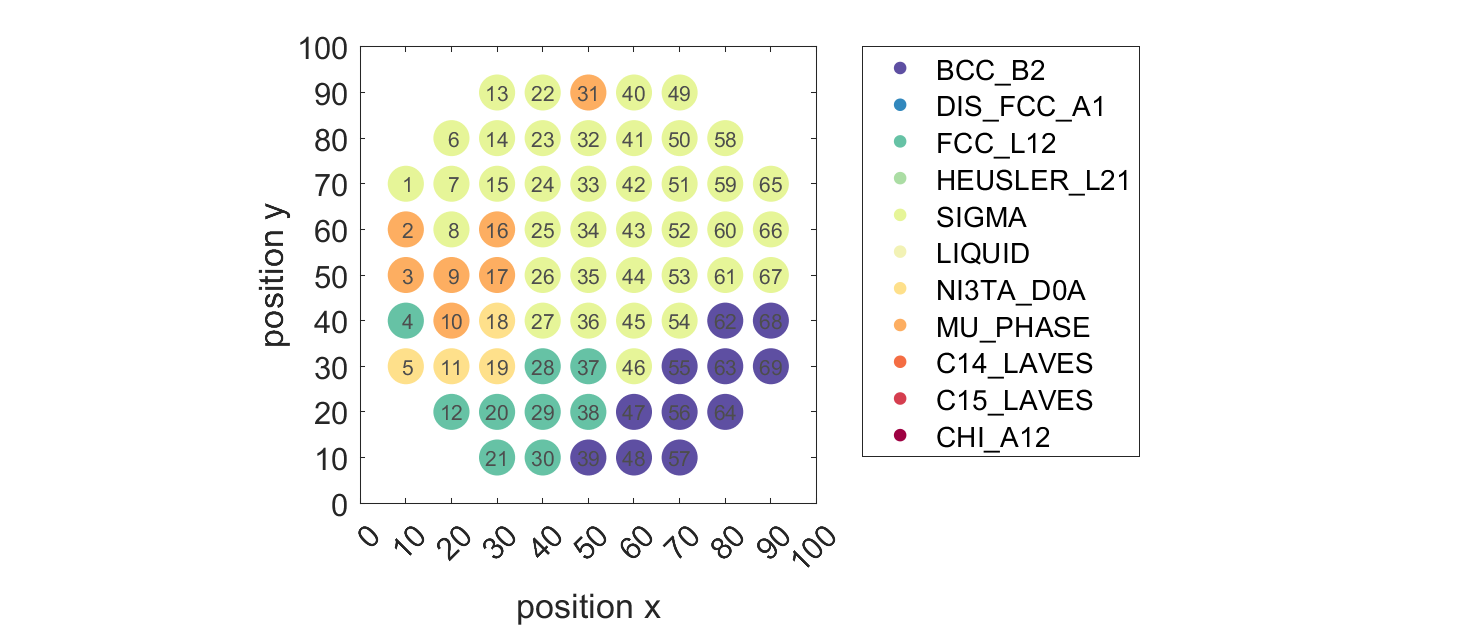 100
90
80
70
60
50
40
30
20
10
0
position y
13 22 31 40 49
6 14 23 32 41 50 58
1 7 15 24 33 42 51 59 65
2 8 16 25 34 43 52 60 66
3 9 17 26 35 44 53 61 67
4 10 18 27 36 45 54 62 68
5 11 19 28 37 46 55 63 69
12 20 29 38 47 56 64
21 30 39 48 57
0 10 20 30 40 50 60 70 80 90 100
position x
BCC_B2
DIS_FCC_A1
FCC_L12
HEUSLER_L21
SIGMA
LIQUID
NI3TA_D0A
MU_PHASE
C14_LAVES
C15_LAVES
CHI_A12